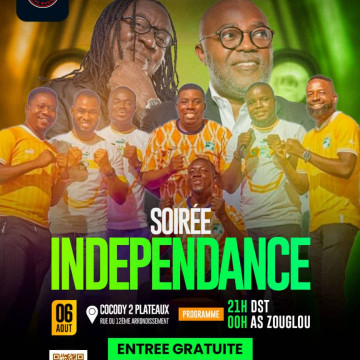 SOIRÉE
INDEPENDANCE
06
AOUT
COCODY 2 PLATEAUX
RUE DU 12ÈME ARRONDISSEMENT
PROGRAMME
21H DST
00H AS ZOUGLOU
ENTREE GRATUITE